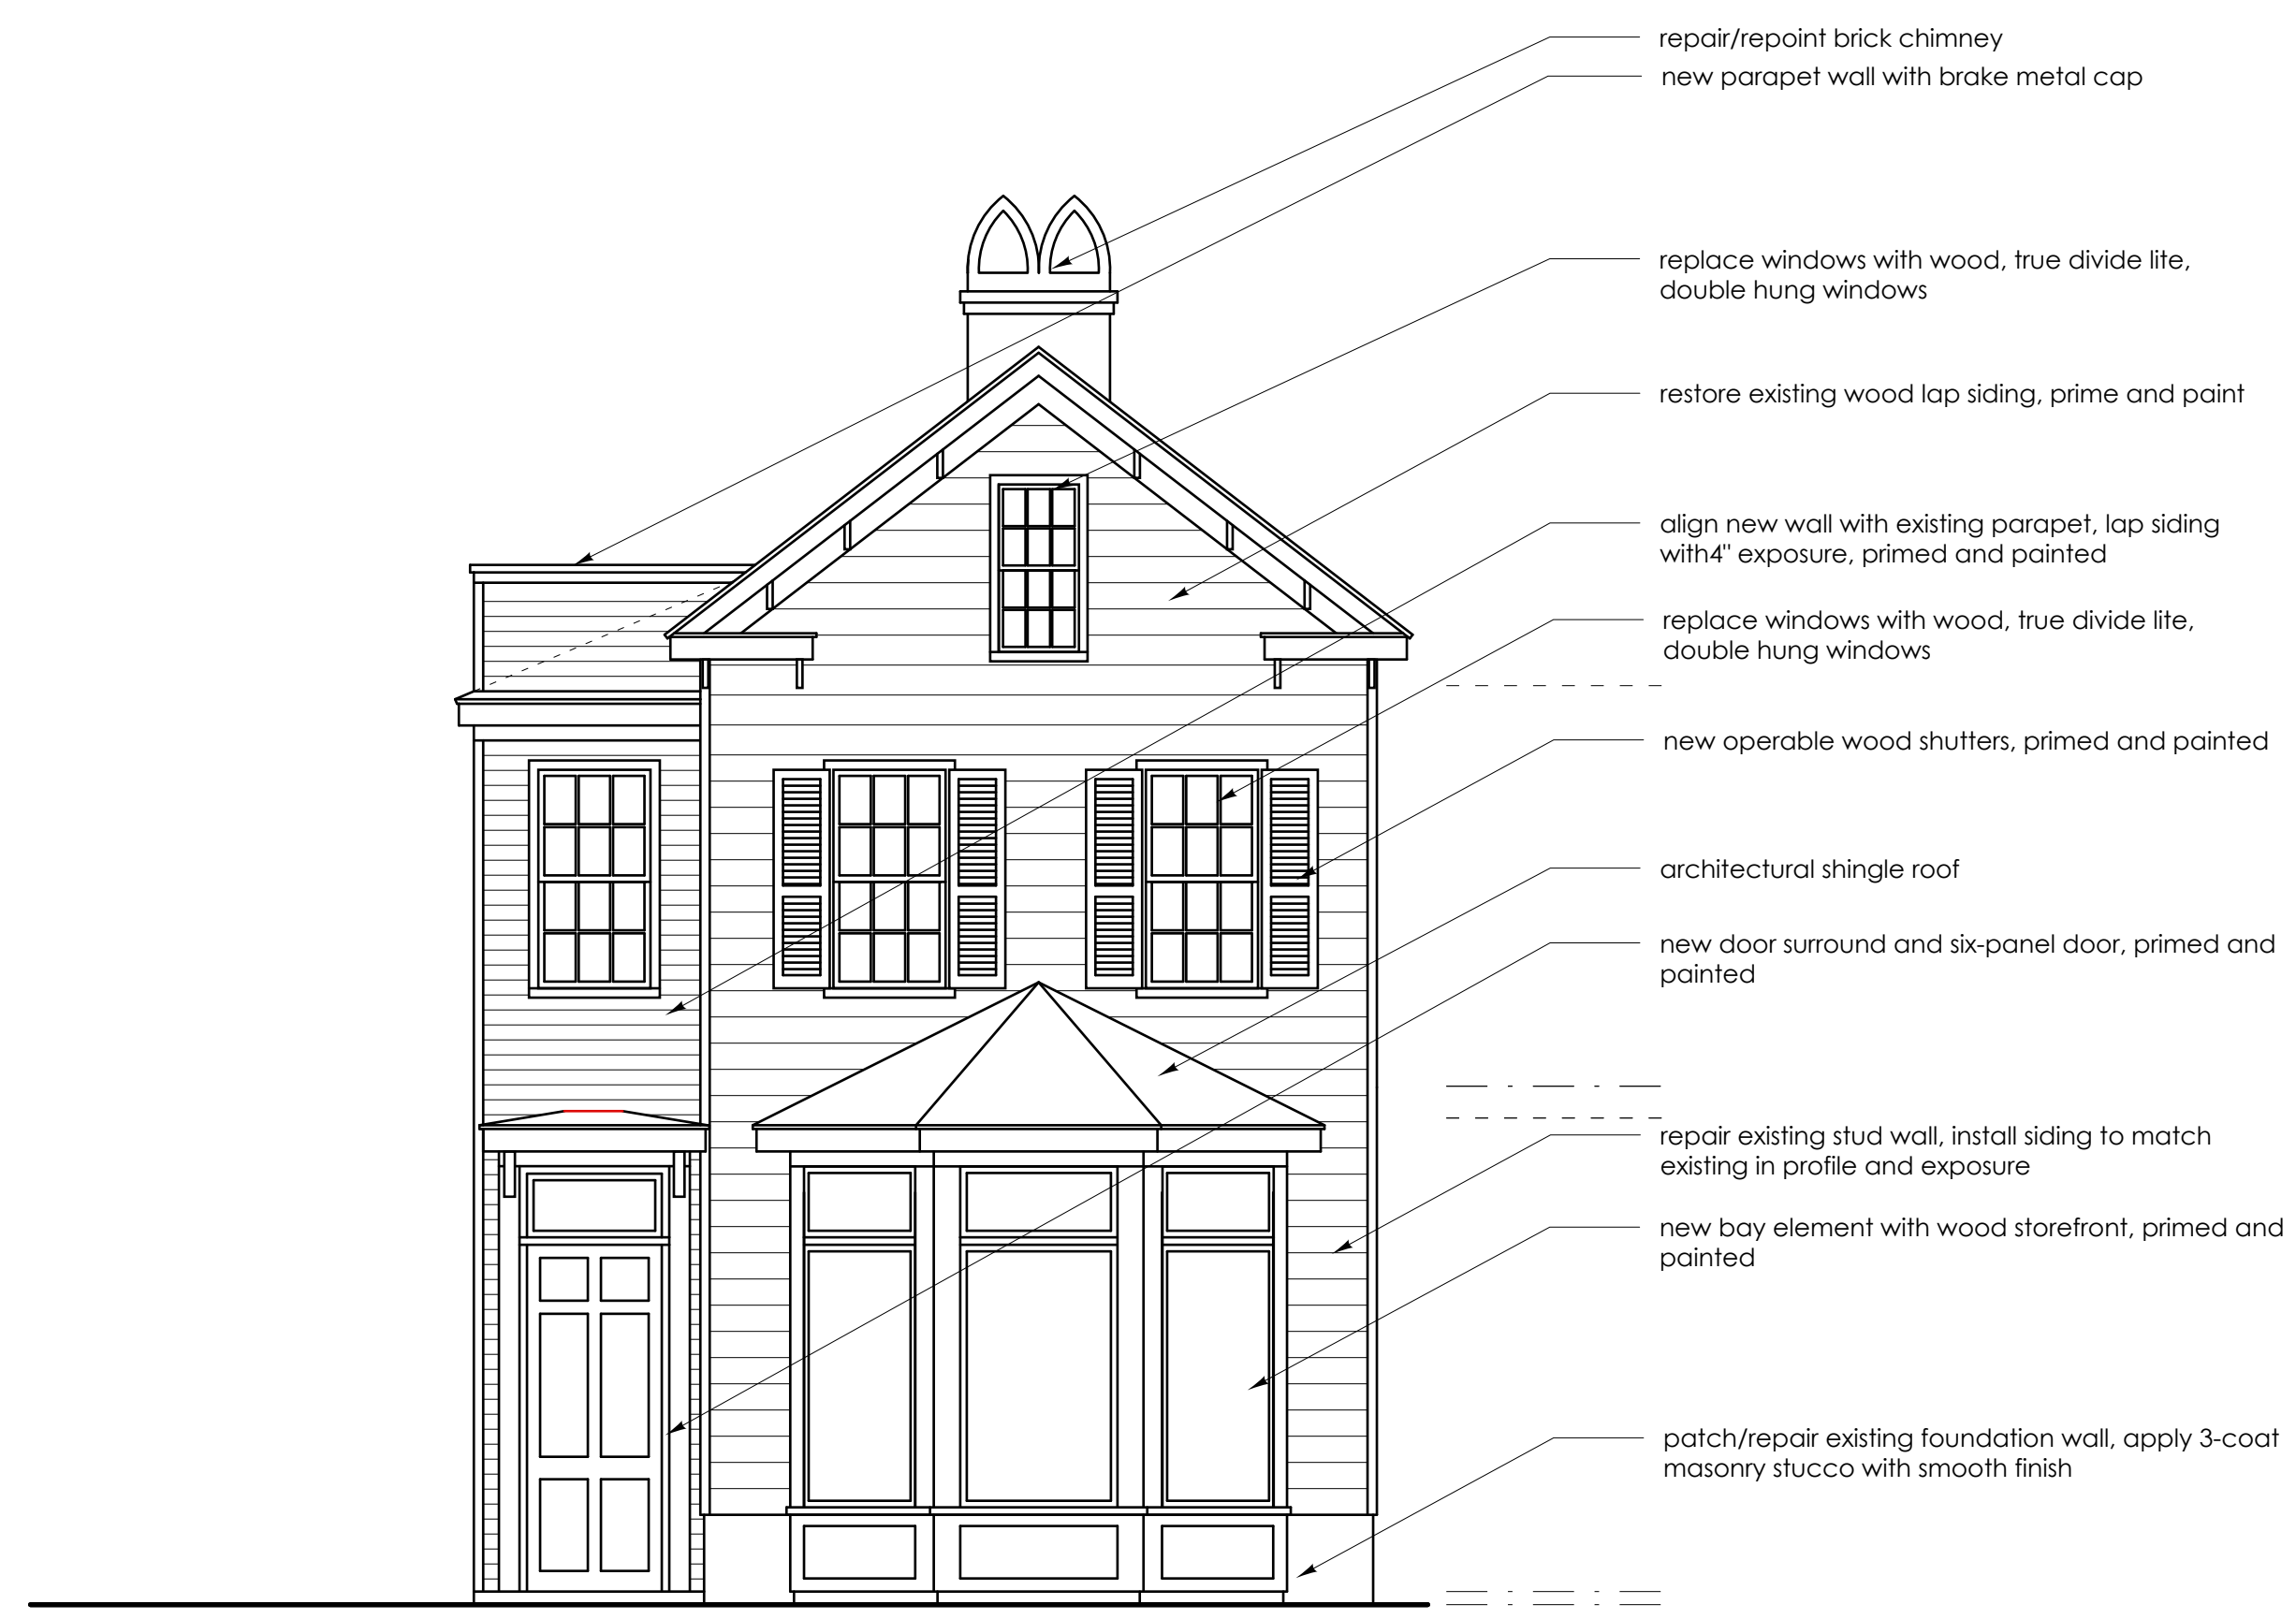 repair/repoint brick chimney
new parapet wall with brake metal cap
replace windows with wood, true divide lite,
double hung windows
restore existing wood lap siding, prime and paint
align new wall with existing parapet, lap siding
with4" exposure, primed and painted
replace windows with wood, true divide lite,
double hung windows
new operable wood shutters, primed and painted
architectural shingle roof
new door surround and six-panel door, primed and
painted
repair existing stud wall, install siding to match
existing in profile and exposure
new bay element with wood storefront, primed and
painted
patch/repair existing foundation wall, apply 3-coat
masonry stucco with smooth finish